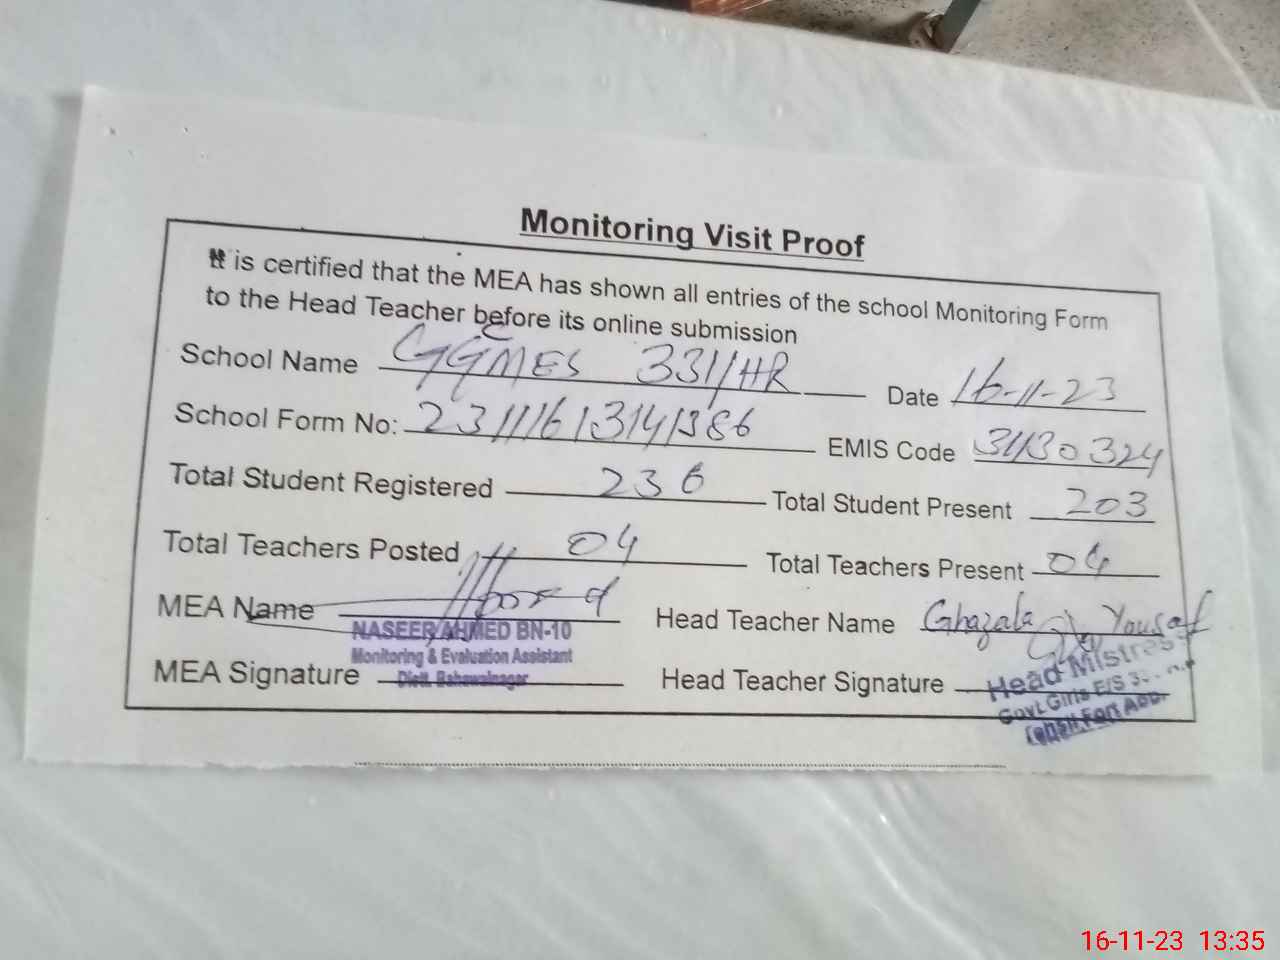 Monitoring Visit Proof
It is certified that the MEA has shown all entries of the school Monitoring Form
to the Head Teacher before its online submission
School Name GGCMES 331/HR Date 16-11-23
School Form No: 23111613141386 EMIS Code 31130324
Total Student Registered 236 Total Student Present 203
Total Teachers Posted 04 Total Teachers Present 04
MEA Name Head Teacher Name Ghazala Yousaf
NASEER AHMED BN-10
Monitoring & Evaluation Assistant
Distt. Bahawalnagar
MEA Signature Head Teacher Signature
Head Mistress
Govt. Girls E/S
Fort Abbas
16-11-23 13:35